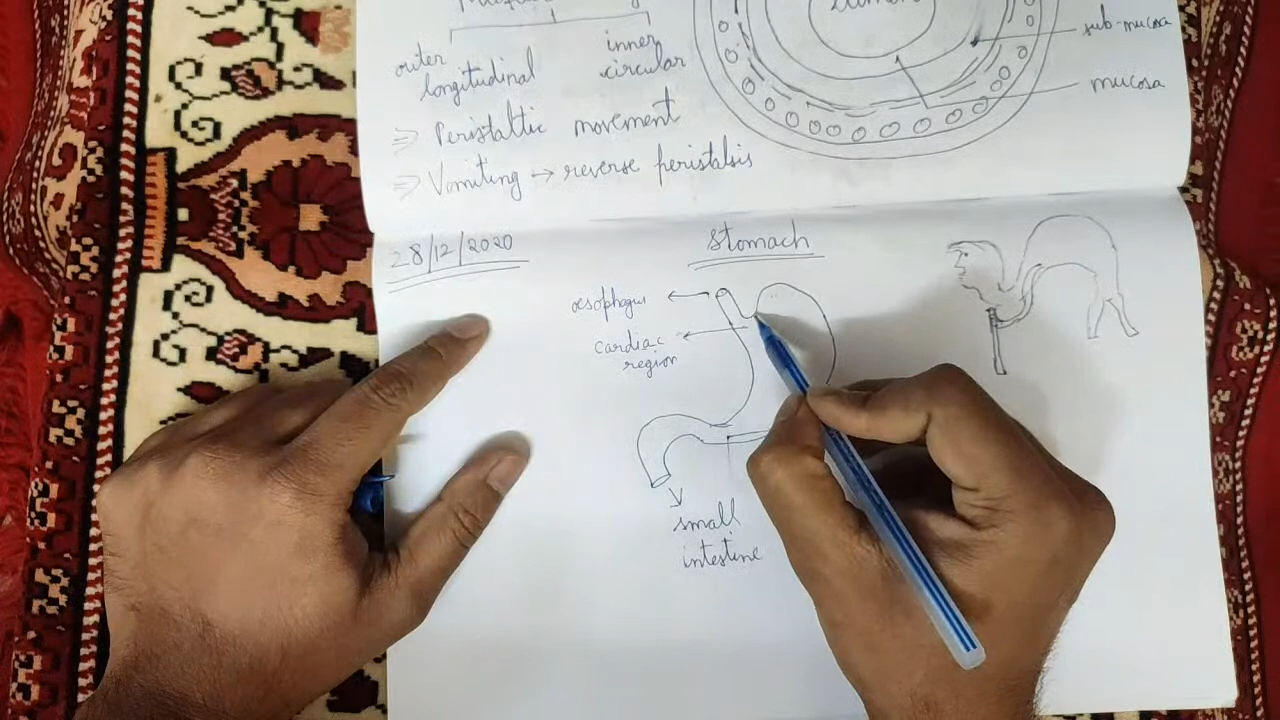 outer
longitudinal
inner
circular
⇒ Peristaltic movement
⇒ Vomiting → reverse peristalsis
sub-mucosa
mucosa
28/12/2020
Stomach
œsophagus
cardiac
region
small
intestine